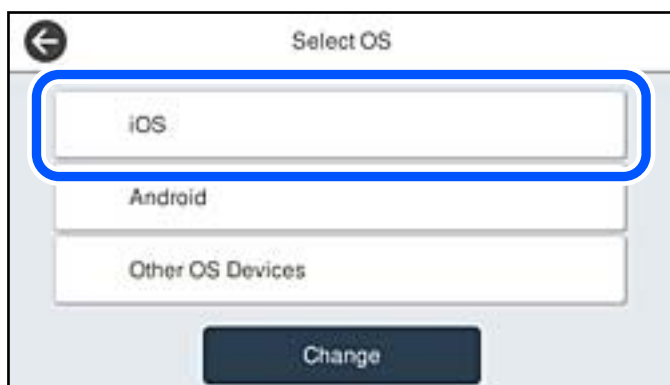 Select OS
iOS
Android
Other OS Devices
Change